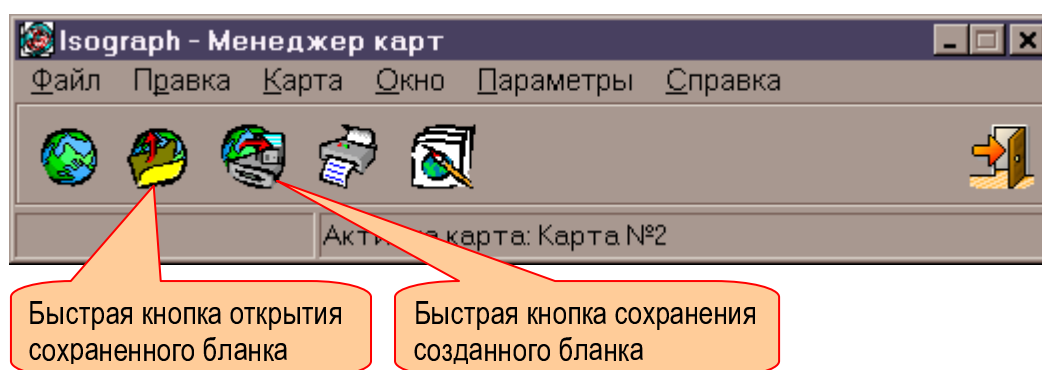 Isograph - Менеджер карт
Файл Правка Карта Окно Параметры Справка
карта: Карта №2
Быстрая кнопка открытия
сохраненного бланка
Быстрая кнопка сохранения
созданного бланка